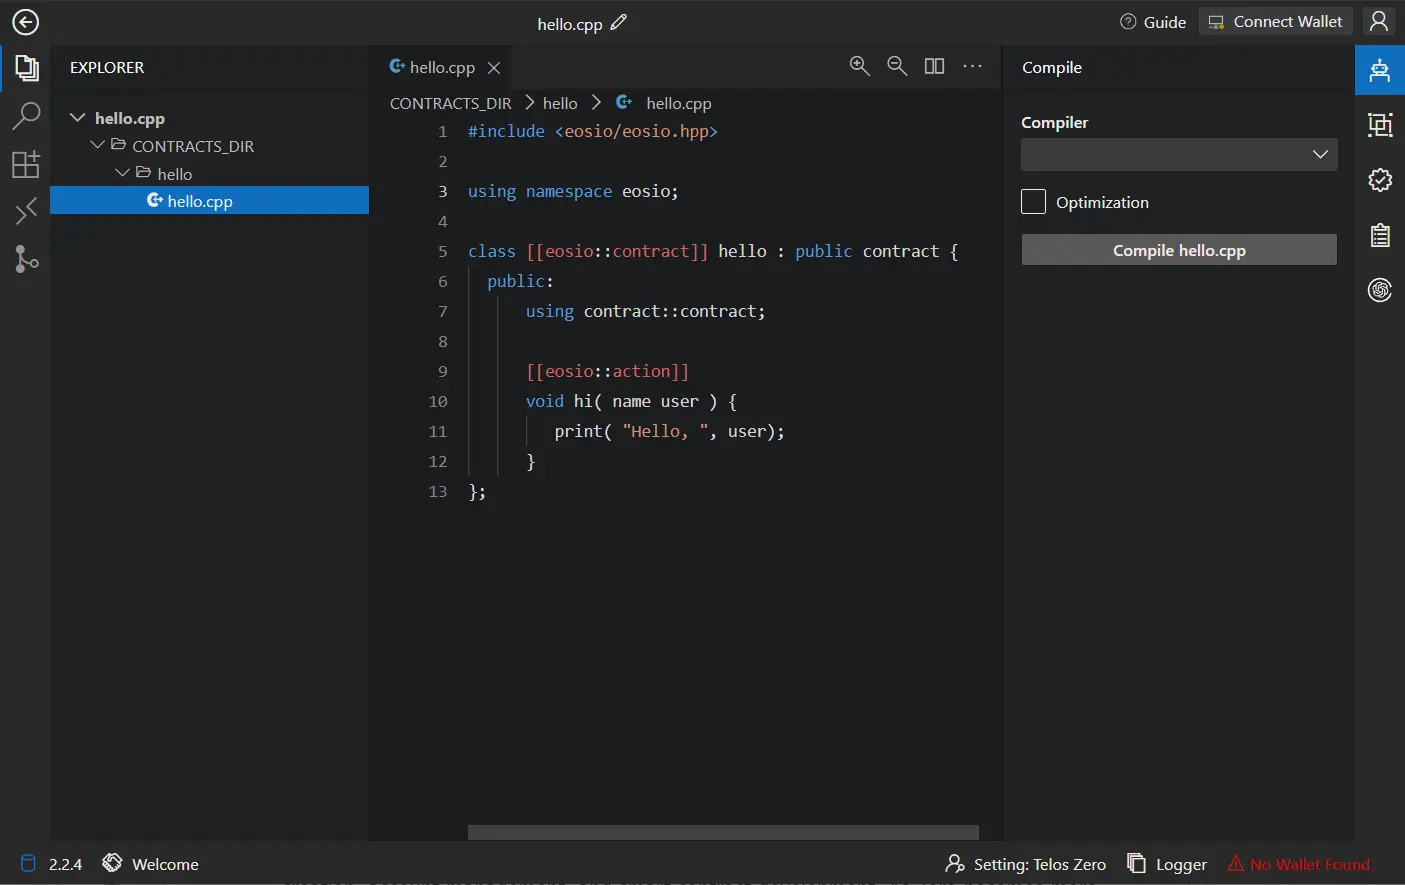 hello.cpp
Guide
Connect Wallet
EXPLORER
hello.cpp
CONTRACTS_DIR
hello
hello.cpp
hello.cpp
CONTRACTS_DIR > hello > hello.cpp
1 #include <eosio/eosio.hpp>
2
3 using namespace eosio;
4
5 class [[eosio::contract]] hello : public contract {
6 public:
7 using contract::contract;
8
9 [[eosio::action]]
10 void hi( name user ) {
11 print( "Hello, ", user);
12 }
13 };
Compile
Compiler
Optimization
Compile hello.cpp
2.2.4
Welcome
Setting: Telos Zero
Logger
No Wallet Found